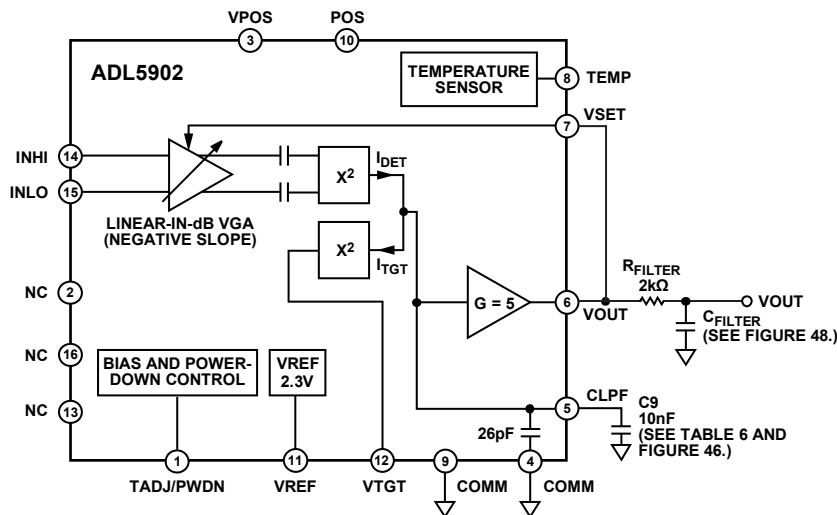 VPOS
3
POS
10
ADL5902
TEMPERATURE
SENSOR
8
TEMP
VSET
7
INHI
14
INLO
15
LINEAR-IN-dB VGA
(NEGATIVE SLOPE)
X²
IDET
X²
ITGT
NC
2
NC
16
NC
13
G = 5
6
VOUT
RFILTER
2kΩ
VOUT
CFILTER
(SEE FIGURE 48.)
BIAS AND POWER-
DOWN CONTROL
VREF
2.3V
26pF
CLPF
5
C9
10nF
(SEE TABLE 6 AND
FIGURE 46.)
1
TADJ/PWDN
11
VREF
12
VTGT
9
COMM
4
COMM